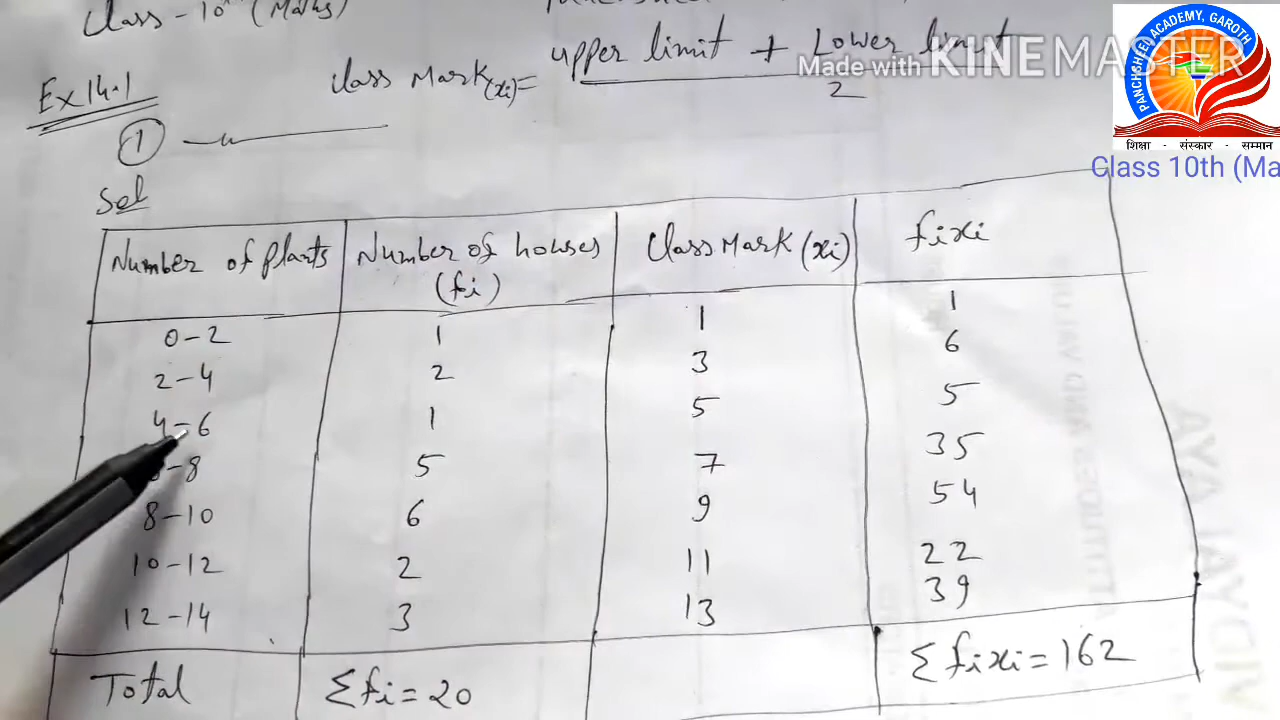 Class - 10th (Maths)
Ex 14.1
Class Mark (xi) = upper limit + Lower limit
2
Made with KINEMASTER
PANCHSHEEL ACADEMY, GAROTH
शिक्षा - संस्कार - सम्मान
Class 10th (Ma
1
Sol
Number of plants Number of houses (fi) Class Mark (xi) fixi
0-2 1 1 1
2-4 2 3 6
4-6 1 5 5
-8 5 7 35
8-10 6 9 54
10-12 2 11 22
12-14 3 13 39
Total Σfi = 20 Σfixi = 162